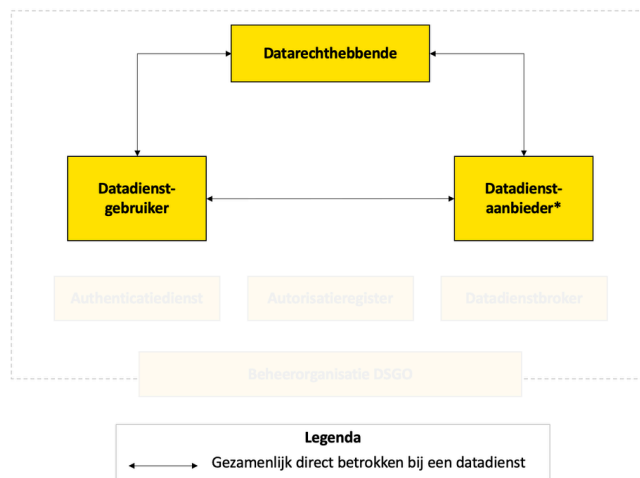 Datarechthebbende
Datadienst-
gebruiker
Datadienst-
aanbieder*
Authenticatiedienst
Autorisatieregister
Datadienstbroker
Beheerorganisatie DSGO
Legenda
Gezamenlijk direct betrokken bij een datadienst